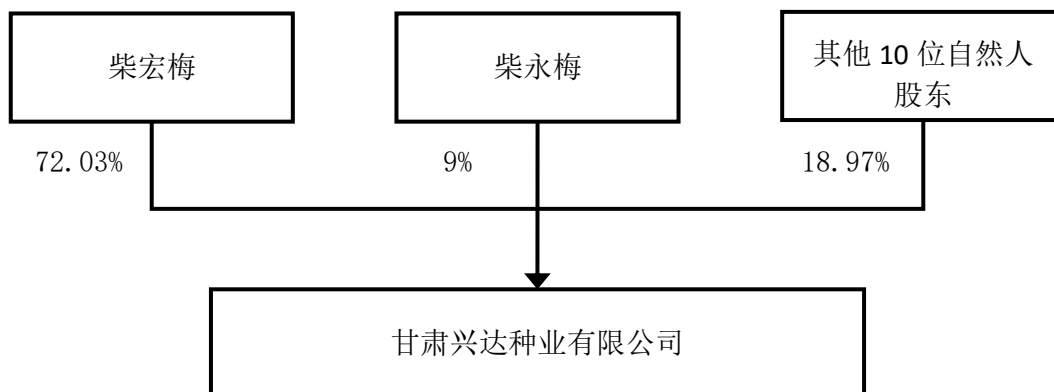 柴宏梅
柴永梅
其他 10 位自然人
股东
72.03%
9%
18.97%
甘肃兴达种业有限公司